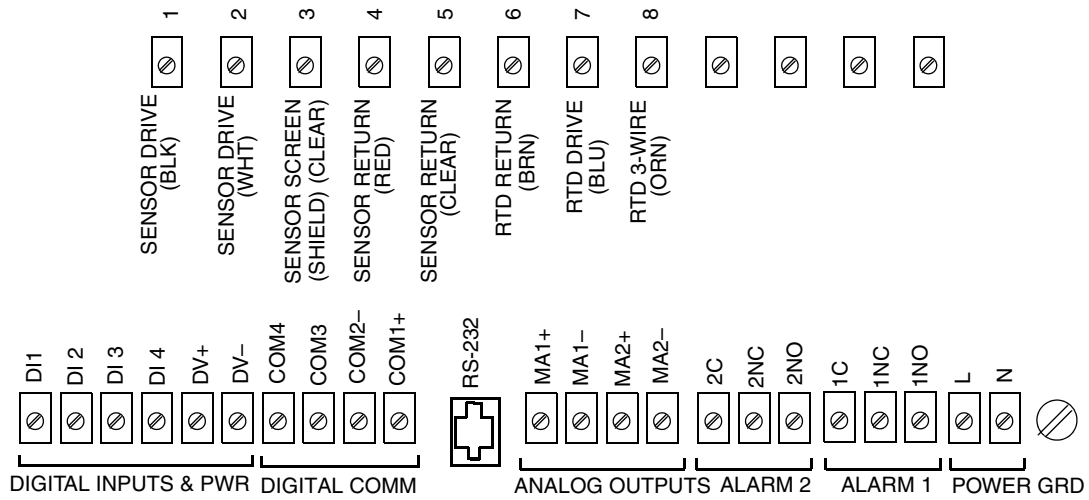 1 2 3 4 5 6 7 8
SENSOR DRIVE
(BLK)
SENSOR DRIVE
(WHT)
SENSOR SCREEN
(SHIELD) (CLEAR)
SENSOR RETURN
(RED)
SENSOR RETURN
(CLEAR)
RTD RETURN
(BRN)
RTD DRIVE
(BLU)
RTD 3-WIRE
(ORN)
DI1
DI 2
DI 3
DI 4
DV+
DV–
COM4
COM3
COM2–
COM1+
RS-232
MA1+
MA1–
MA2+
MA2–
2C
2NC
2NO
1C
1NC
1NO
L
N
DIGITAL INPUTS & PWR DIGITAL COMM ANALOG OUTPUTS ALARM 2 ALARM 1 POWER GRD